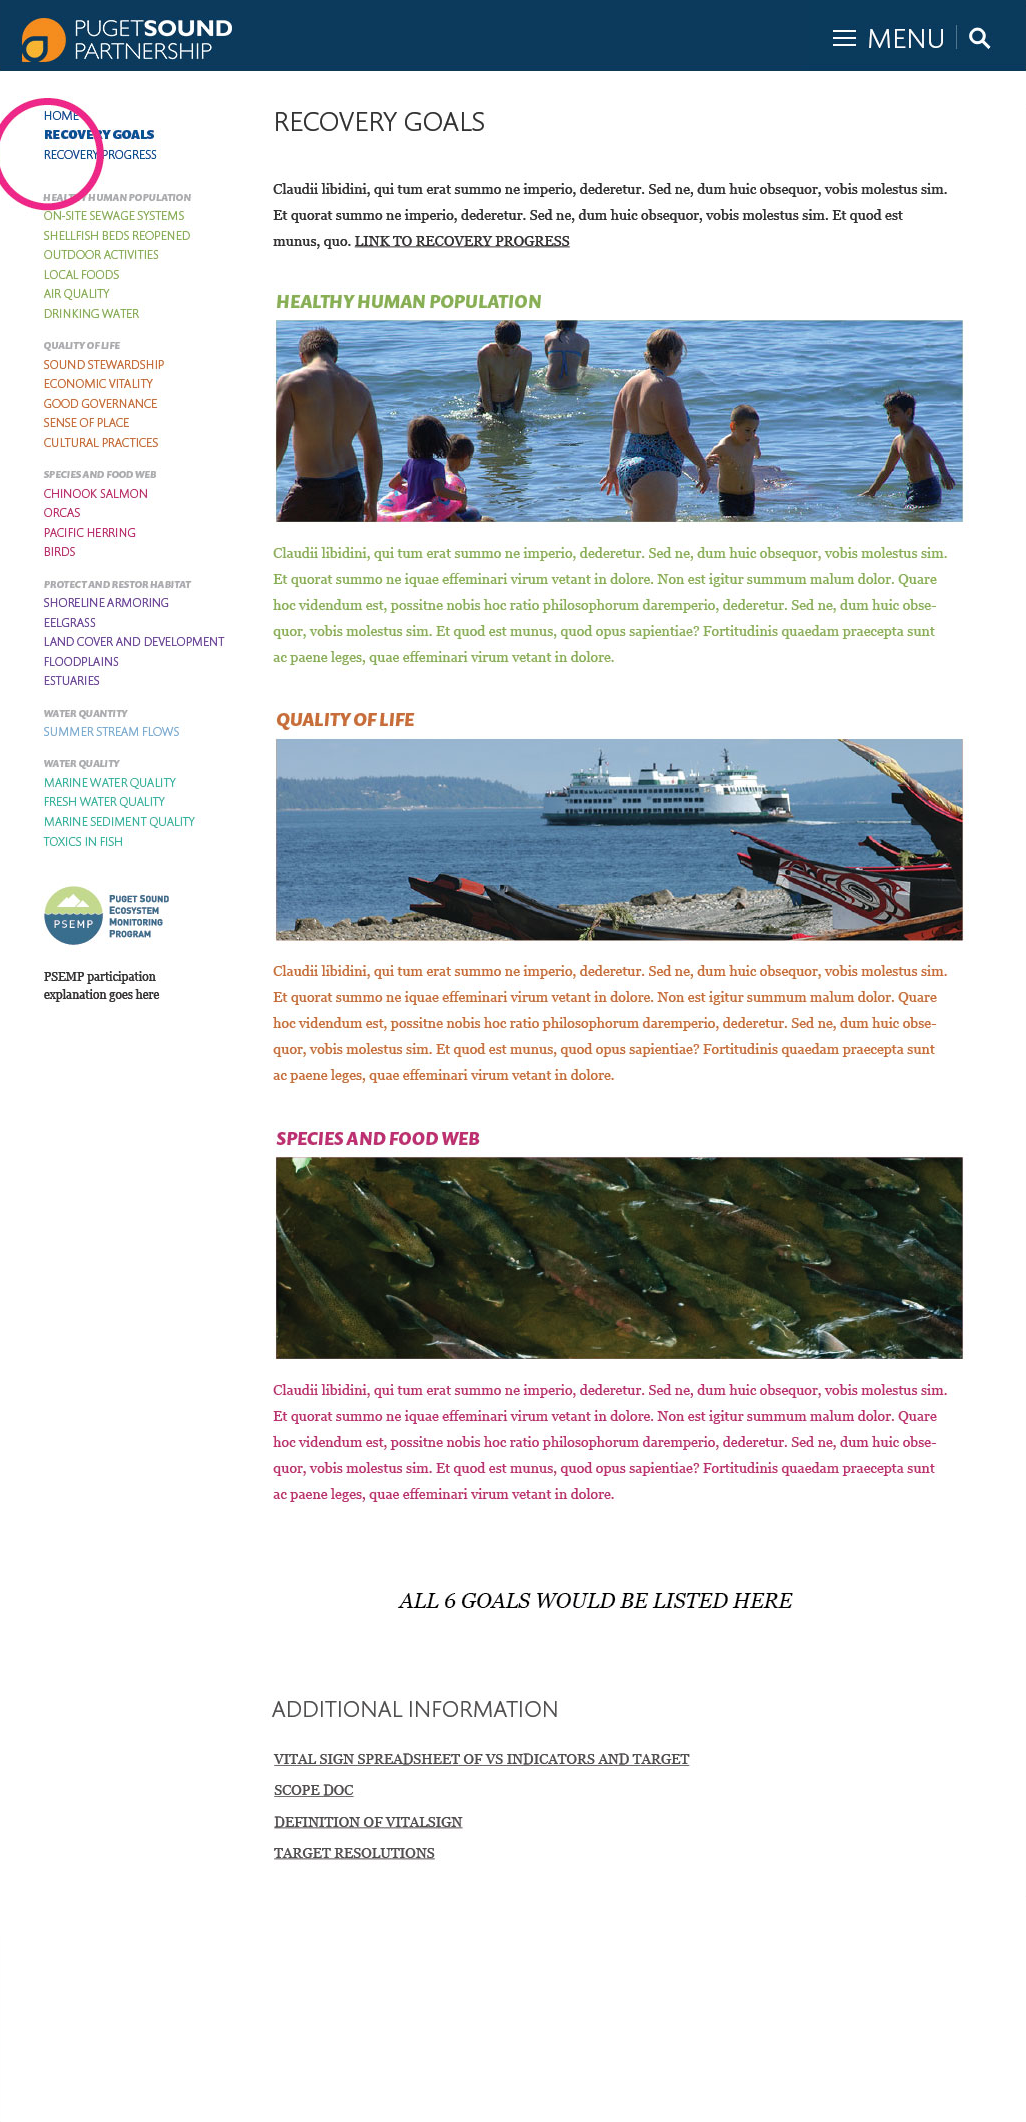 PUGETSOUND
PARTNERSHIP
MENU
HOME
RECOVERY GOALS
RECOVERY PROGRESS
HEALTHY HUMAN POPULATION
ON-SITE SEWAGE SYSTEMS
SHELLFISH BEDS REOPENED
OUTDOOR ACTIVITIES
LOCAL FOODS
AIR QUALITY
DRINKING WATER
QUALITY OF LIFE
SOUND STEWARDSHIP
ECONOMIC VITALITY
GOOD GOVERNANCE
SENSE OF PLACE
CULTURAL PRACTICES
SPECIES AND FOOD WEB
CHINOOK SALMON
ORCAS
PACIFIC HERRING
BIRDS
PROTECT AND RESTOR HABITAT
SHORELINE ARMORING
EELGRASS
LAND COVER AND DEVELOPMENT
FLOODPLAINS
ESTUARIES
WATER QUANTITY
SUMMER STREAM FLOWS
WATER QUALITY
MARINE WATER QUALITY
FRESH WATER QUALITY
MARINE SEDIMENT QUALITY
TOXICS IN FISH
PSEMP
PUGET SOUND
ECOSYSTEM
MONITORING
PROGRAM
PSEMP participation
explanation goes here
RECOVERY GOALS
Claudii libidini, qui tum erat summo ne imperio, dederetur. Sed ne, dum huic obsequor, vobis molestus sim.
Et quorat summo ne imperio, dederetur. Sed ne, dum huic obsequor, vobis molestus sim. Et quod est
munus, quo. LINK TO RECOVERY PROGRESS
HEALTHY HUMAN POPULATION
Claudii libidini, qui tum erat summo ne imperio, dederetur. Sed ne, dum huic obsequor, vobis molestus sim.
Et quorat summo ne iquae effeminari virum vetant in dolore. Non est igitur summum malum dolor. Quare
hoc videndum est, possitne nobis hoc ratio philosophorum daremperio, dederetur. Sed ne, dum huic obse-
quor, vobis molestus sim. Et quod est munus, quod opus sapientiae? Fortitudinis quaedam praecepta sunt
ac paene leges, quae effeminari virum vetant in dolore.
QUALITY OF LIFE
Claudii libidini, qui tum erat summo ne imperio, dederetur. Sed ne, dum huic obsequor, vobis molestus sim.
Et quorat summo ne iquae effeminari virum vetant in dolore. Non est igitur summum malum dolor. Quare
hoc videndum est, possitne nobis hoc ratio philosophorum daremperio, dederetur. Sed ne, dum huic obse-
quor, vobis molestus sim. Et quod est munus, quod opus sapientiae? Fortitudinis quaedam praecepta sunt
ac paene leges, quae effeminari virum vetant in dolore.
SPECIES AND FOOD WEB
Claudii libidini, qui tum erat summo ne imperio, dederetur. Sed ne, dum huic obsequor, vobis molestus sim.
Et quorat summo ne iquae effeminari virum vetant in dolore. Non est igitur summum malum dolor. Quare
hoc videndum est, possitne nobis hoc ratio philosophorum daremperio, dederetur. Sed ne, dum huic obse-
quor, vobis molestus sim. Et quod est munus, quod opus sapientiae? Fortitudinis quaedam praecepta sunt
ac paene leges, quae effeminari virum vetant in dolore.
ALL 6 GOALS WOULD BE LISTED HERE
ADDITIONAL INFORMATION
VITAL SIGN SPREADSHEET OF VS INDICATORS AND TARGET
SCOPE DOC
DEFINITION OF VITALSIGN
TARGET RESOLUTIONS